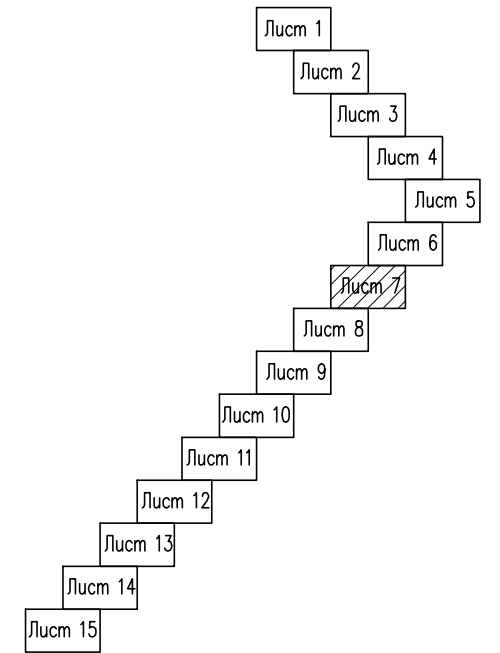 Лист 1
Лист 2
Лист 3
Лист 4
Лист 5
Лист 6
Лист 7
Лист 8
Лист 9
Лист 10
Лист 11
Лист 12
Лист 13
Лист 14
Лист 15